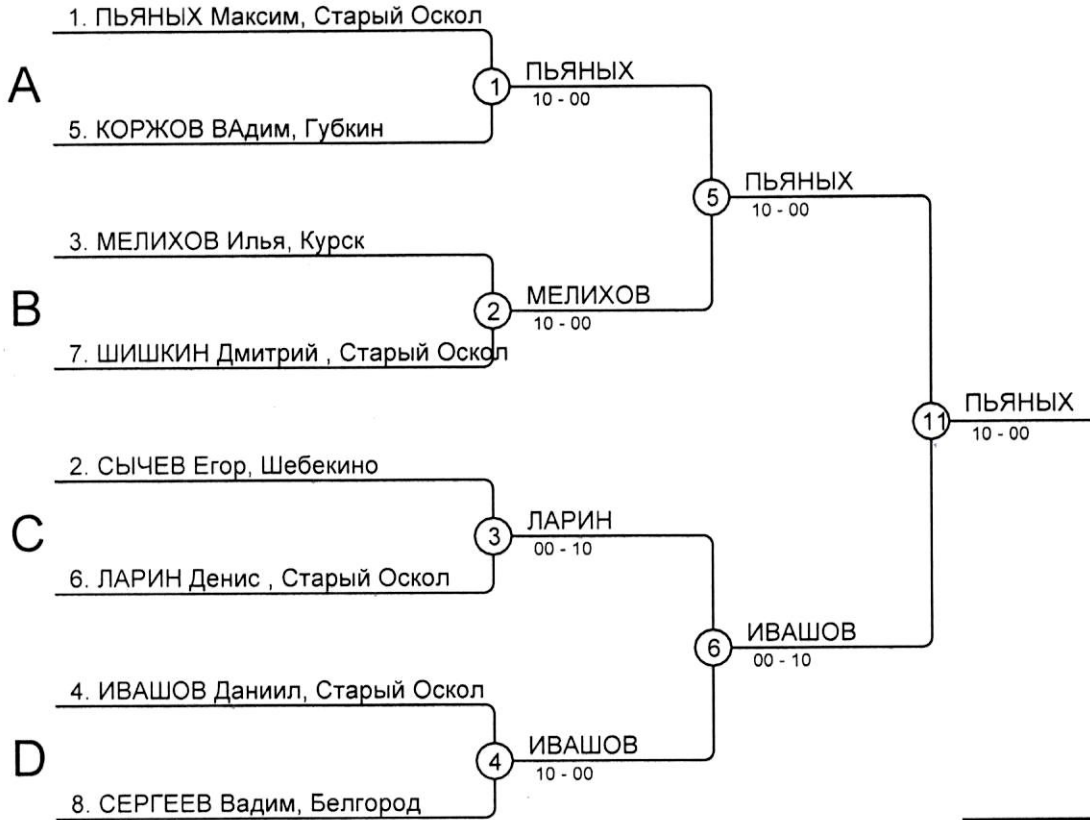 1. ПЬЯНЫХ Максим, Старый Оскол
A
1
ПЬЯНЫХ
10 - 00
5. КОРЖОВ ВАдим, Губкин
5
ПЬЯНЫХ
10 - 00
3. МЕЛИХОВ Илья, Курск
B
2
МЕЛИХОВ
10 - 00
7. ШИШКИН Дмитрий , Старый Оскол
11
ПЬЯНЫХ
10 - 00
2. СЫЧЕВ Егор, Шебекино
C
3
ЛАРИН
00 - 10
6. ЛАРИН Денис , Старый Оскол
6
ИВАШОВ
00 - 10
4. ИВАШОВ Даниил, Старый Оскол
D
4
ИВАШОВ
10 - 00
8. СЕРГЕЕВ Вадим, Белгород